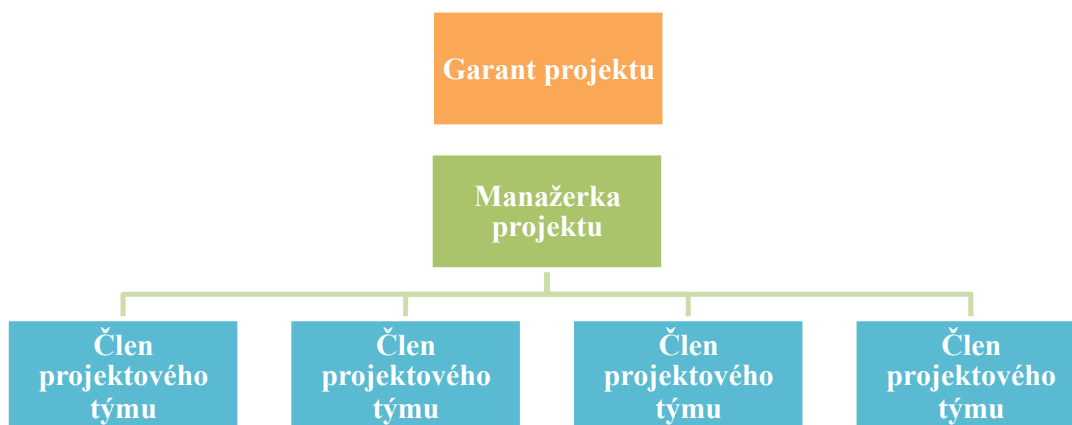 Garant projektu
Manažerka
projektu
Člen
projektového
týmu
Člen
projektového
týmu
Člen
projektového
týmu
Člen
projektového
týmu